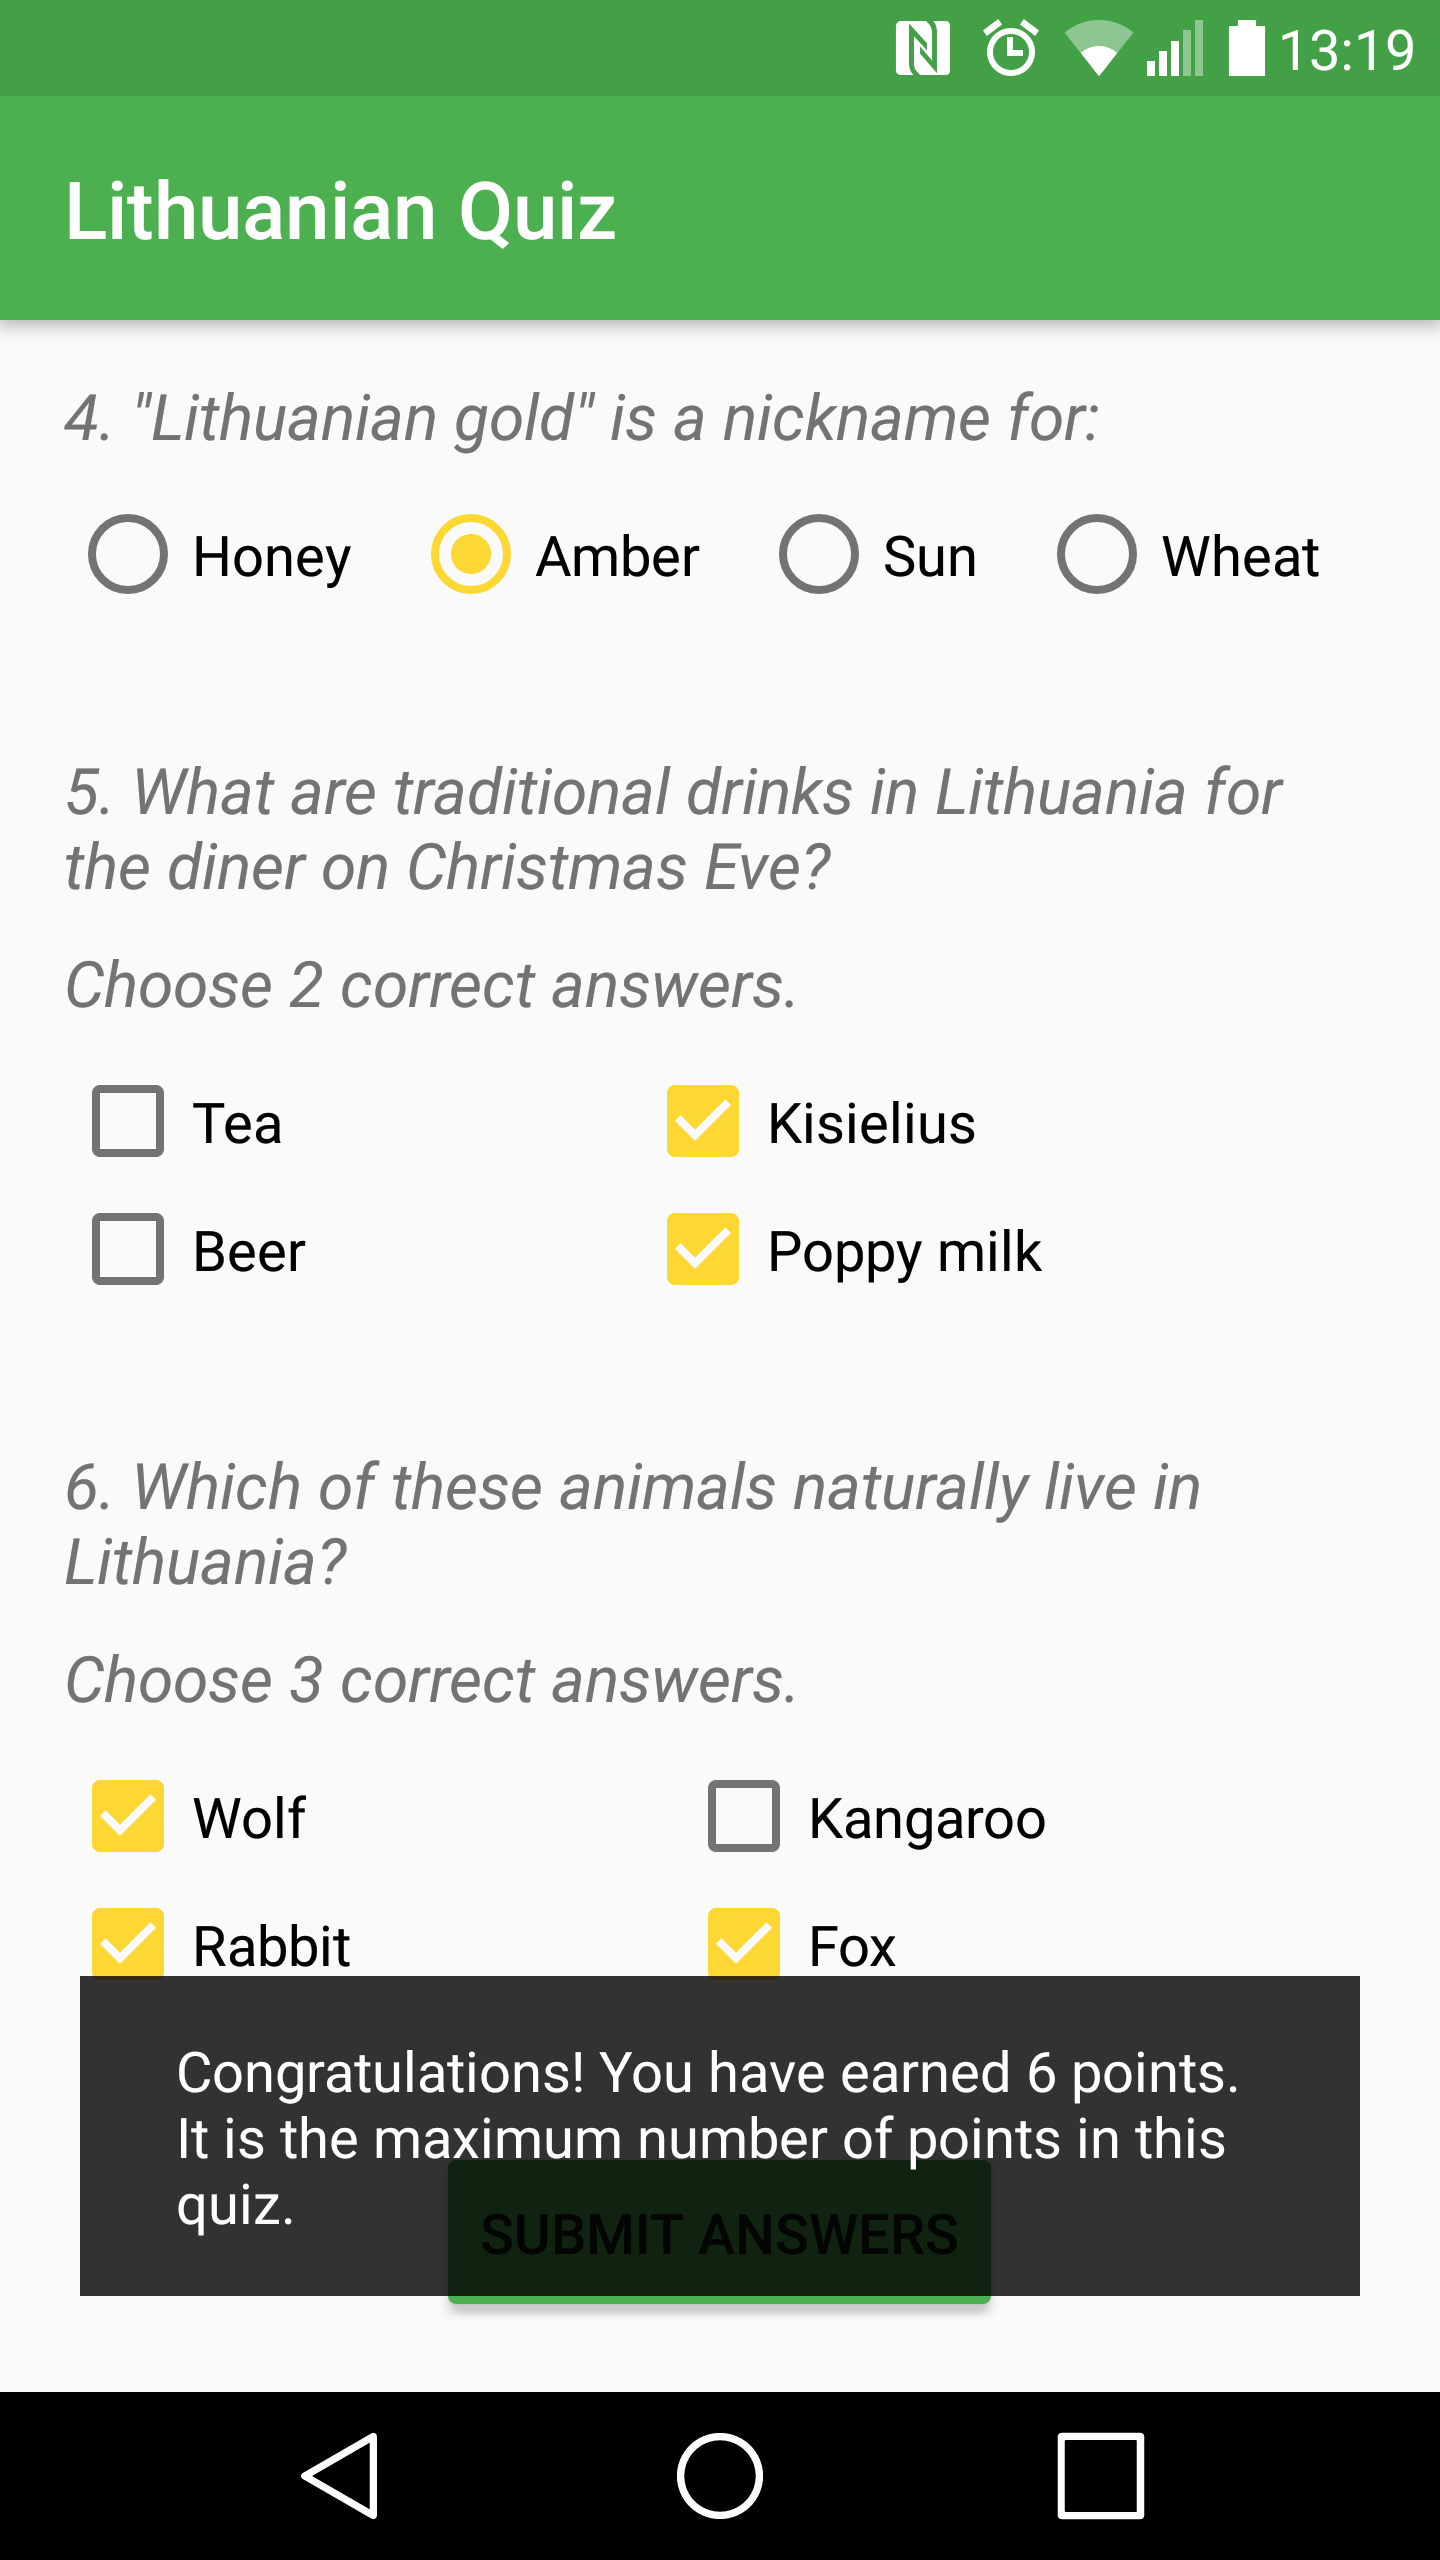 13:19
Lithuanian Quiz
4. "Lithuanian gold" is a nickname for:
Honey Amber Sun Wheat
5. What are traditional drinks in Lithuania for
the diner on Christmas Eve?
Choose 2 correct answers.
Tea Kisielius
Beer Poppy milk
6. Which of these animals naturally live in
Lithuania?
Choose 3 correct answers.
Wolf Kangaroo
Rabbit Fox
Congratulations! You have earned 6 points.
It is the maximum number of points in this
quiz.
SUBMIT ANSWERS